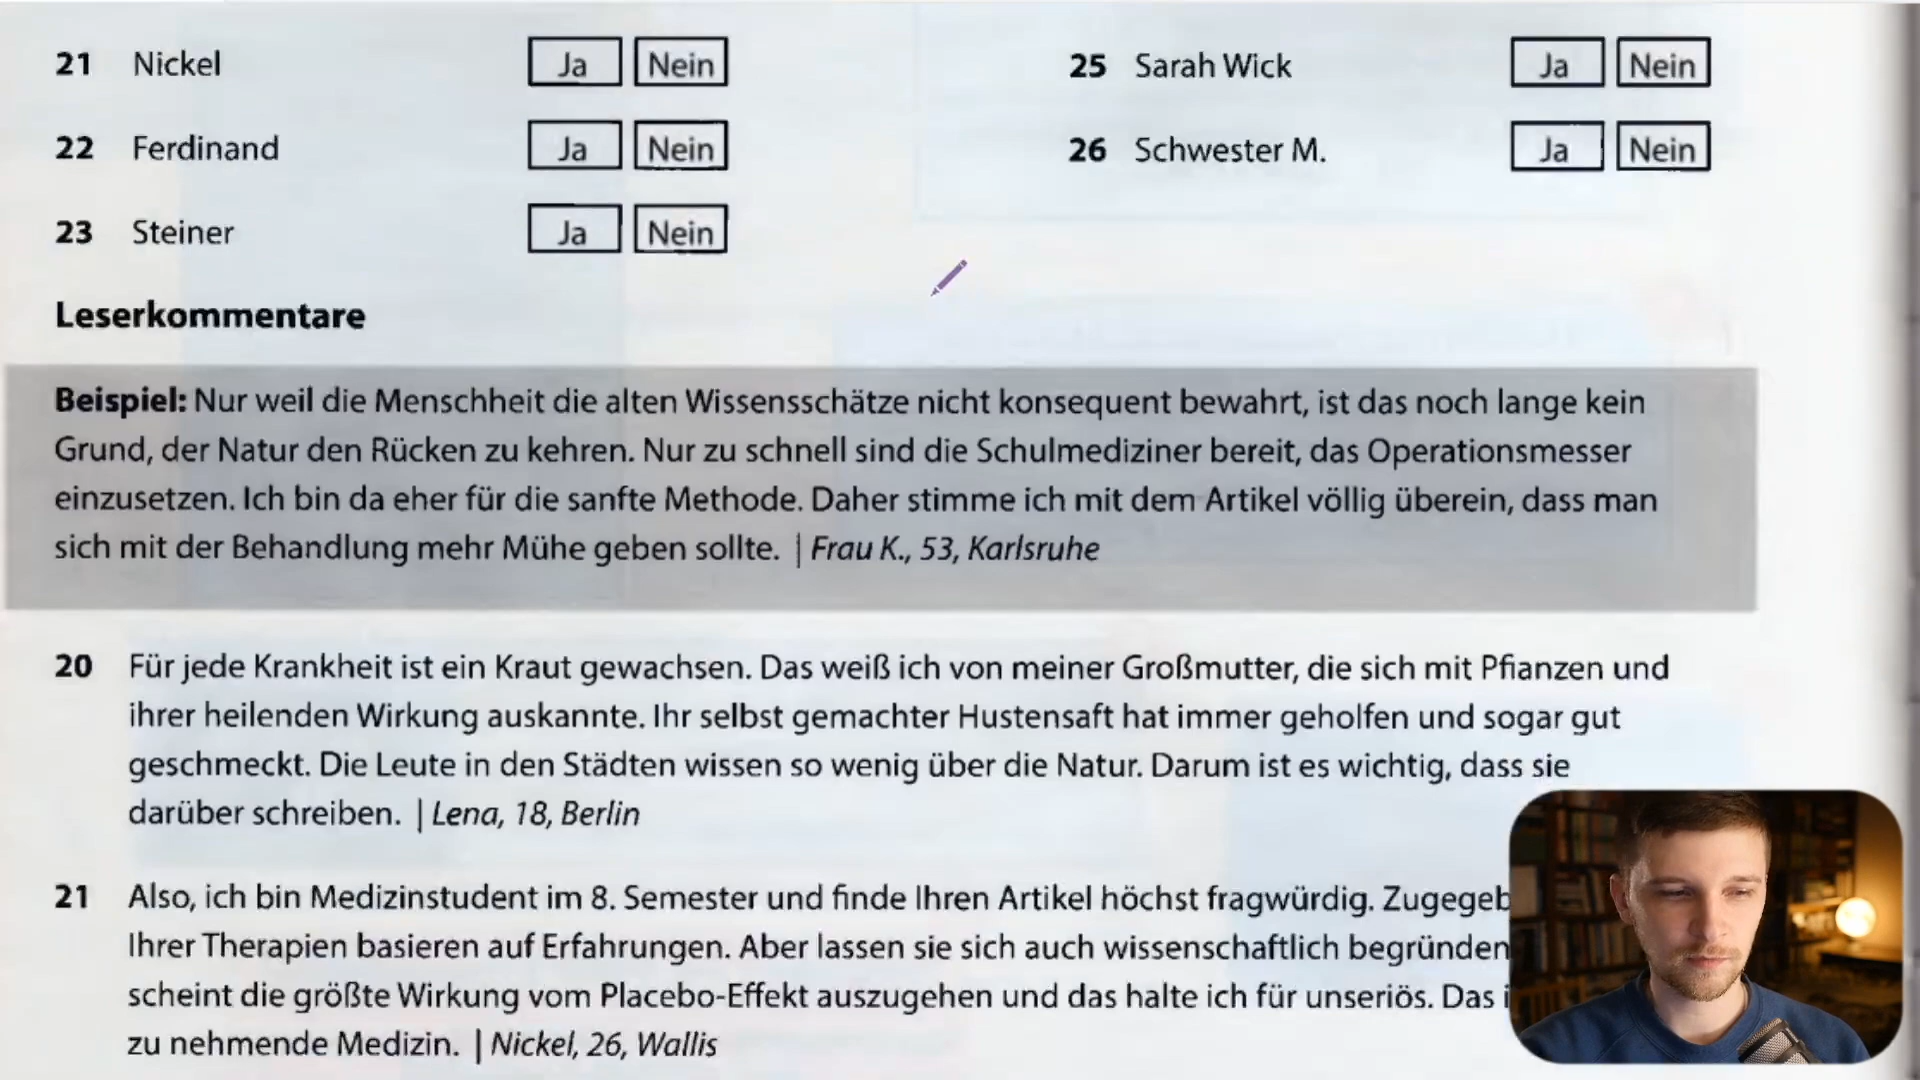 21 Nickel Ja Nein
22 Ferdinand Ja Nein
23 Steiner Ja Nein
25 Sarah Wick Ja Nein
26 Schwester M. Ja Nein
Leserkommentare
Beispiel: Nur weil die Menschheit die alten Wissensschätze nicht konsequent bewahrt, ist das noch lange kein
Grund, der Natur den Rücken zu kehren. Nur zu schnell sind die Schulmediziner bereit, das Operationsmesser
einzusetzen. Ich bin da eher für die sanfte Methode. Daher stimme ich mit dem Artikel völlig überein, dass man
sich mit der Behandlung mehr Mühe geben sollte. | Frau K., 53, Karlsruhe
20 Für jede Krankheit ist ein Kraut gewachsen. Das weiß ich von meiner Großmutter, die sich mit Pfianzen und
ihrer heilenden Wirkung auskannte. Ihr selbst gemachter Hustensaft hat immer geholfen und sogar gut
geschmeckt. Die Leute in den Städten wissen so wenig über die Natur. Darum ist es wichtig, dass sie
darüber schreiben. | Lena, 18, Berlin
21 Also, ich bin Medizinstudent im 8. Semester und finde Ihren Artikel höchst fragwürdig.
Ihrer Therapien basieren auf Erfahrungen. Aber lassen sie sich auch wissenschaftlich begründen
scheint die größte Wirkung vom Placebo-Effekt auszugehen und das halte ich für unseriös. Das
zu nehmende Medizin. | Nickel, 26, Wallis